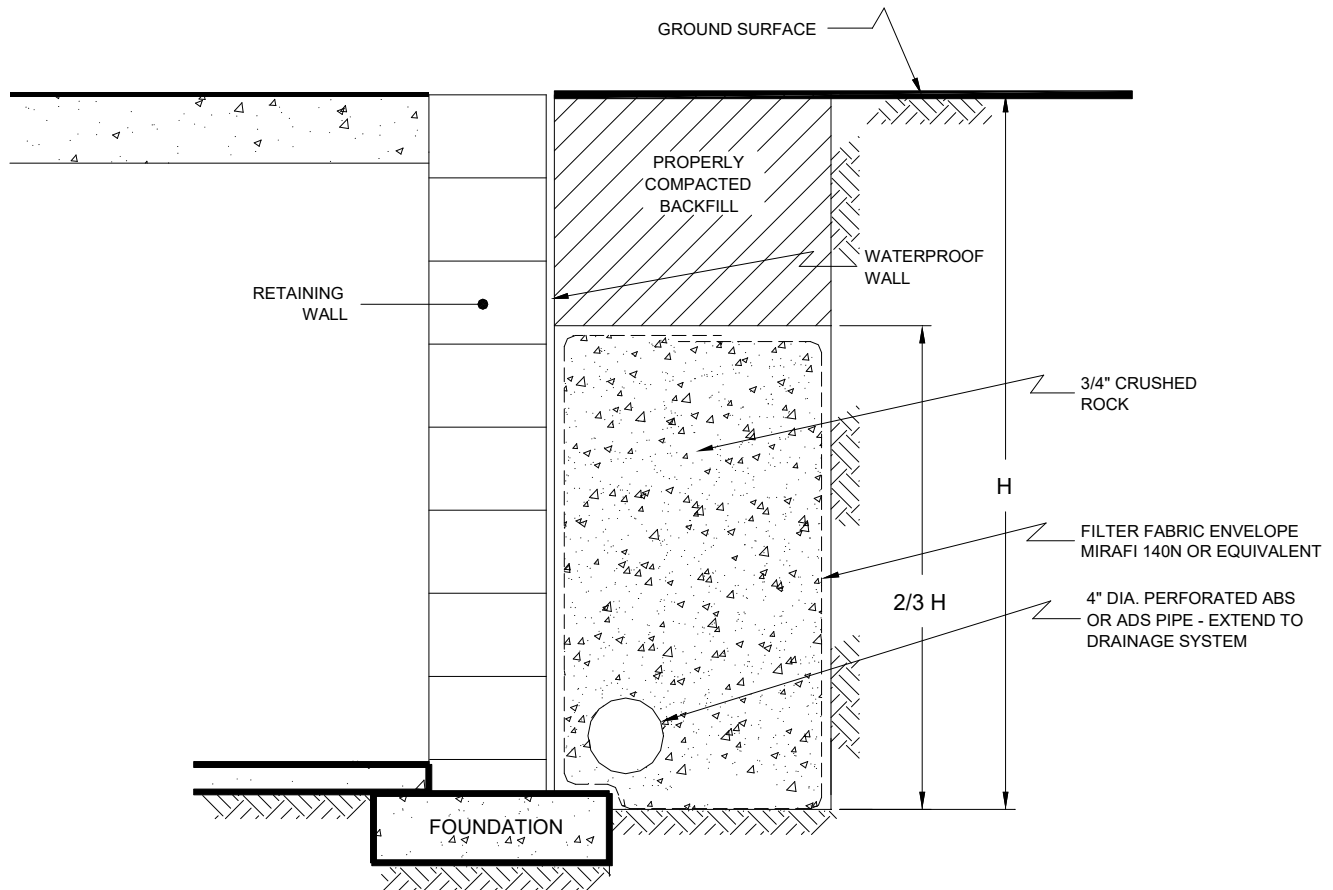 GROUND SURFACE
PROPERLY
COMPACTED
BACKFILL
WATERPROOF
WALL
RETAINING
WALL
3/4" CRUSHED
ROCK
H
FILTER FABRIC ENVELOPE
MIRAFI 140N OR EQUIVALENT
2/3 H
4" DIA. PERFORATED ABS
OR ADS PIPE - EXTEND TO
DRAINAGE SYSTEM
FOUNDATION